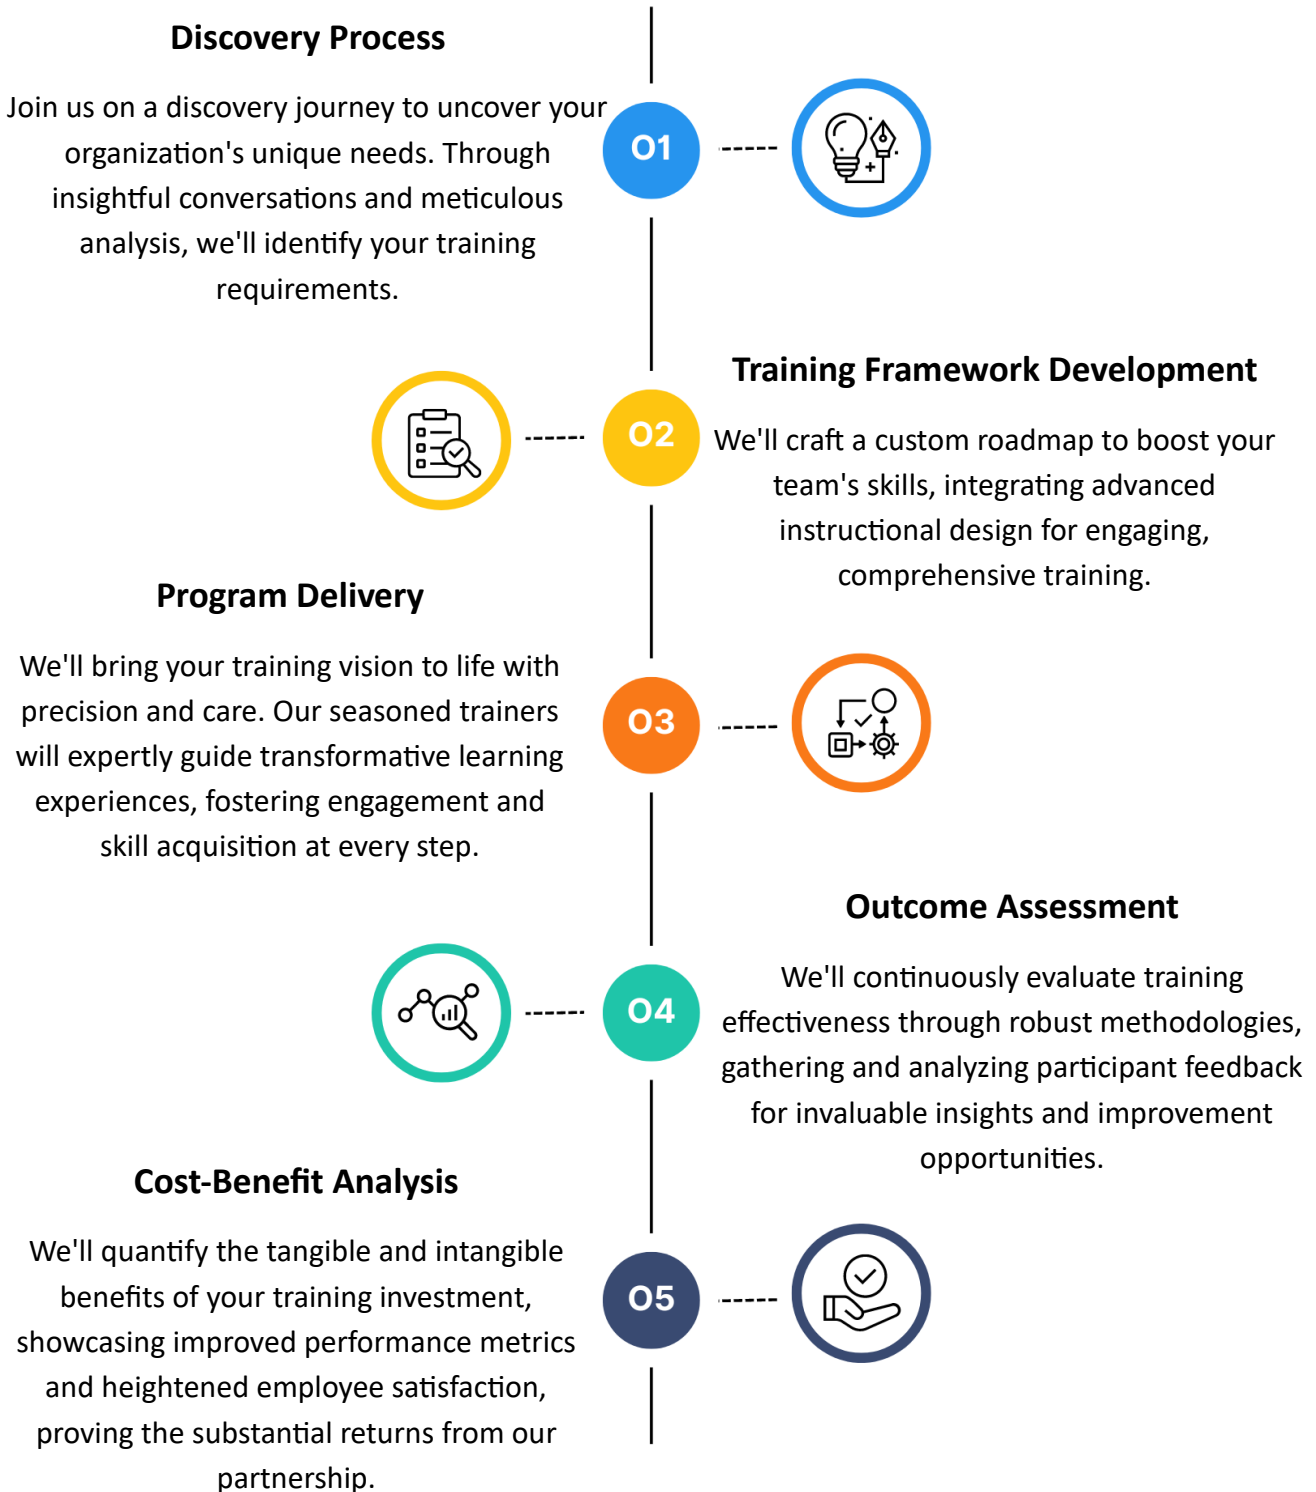 Discovery Process
Join us on a discovery journey to uncover your
organization's unique needs. Through
insightful conversations and meticulous
analysis, we'll identify your training
requirements.
01
Training Framework Development
02
We'll craft a custom roadmap to boost your
team's skills, integrating advanced
instructional design for engaging,
comprehensive training.
Program Delivery
We'll bring your training vision to life with
precision and care. Our seasoned trainers
will expertly guide transformative learning
experiences, fostering engagement and
skill acquisition at every step.
03
Outcome Assessment
04
We'll continuously evaluate training
effectiveness through robust methodologies,
gathering and analyzing participant feedback
for invaluable insights and improvement
opportunities.
Cost-Benefit Analysis
We'll quantify the tangible and intangible
benefits of your training investment,
showcasing improved performance metrics
and heightened employee satisfaction,
proving the substantial returns from our
partnership.
05